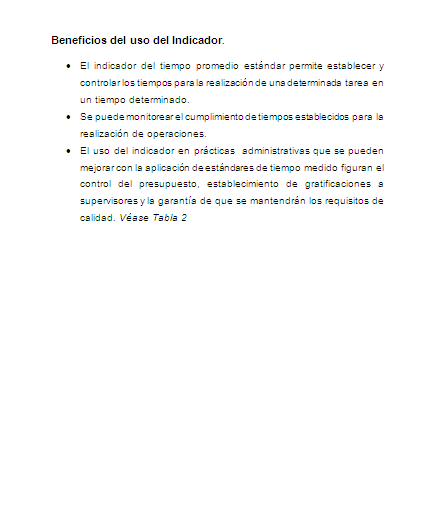 Beneficios del uso del Indicador.
• El indicador del tiempo promedio estándar permite establecer y
controlar los tiempos para la realización de una determinada tarea en
un tiempo determinado.
• Se puede monitorear el cumplimiento de tiempos establecidos para la
realización de operaciones.
• El uso del indicador en prácticas administrativas que se pueden
mejorar con la aplicación de estándares de tiempo medido figuran el
control del presupuesto, establecimiento de gratificaciones a
supervisores y la garantía de que se mantendrán los requisitos de
calidad. Véase Tabla 2